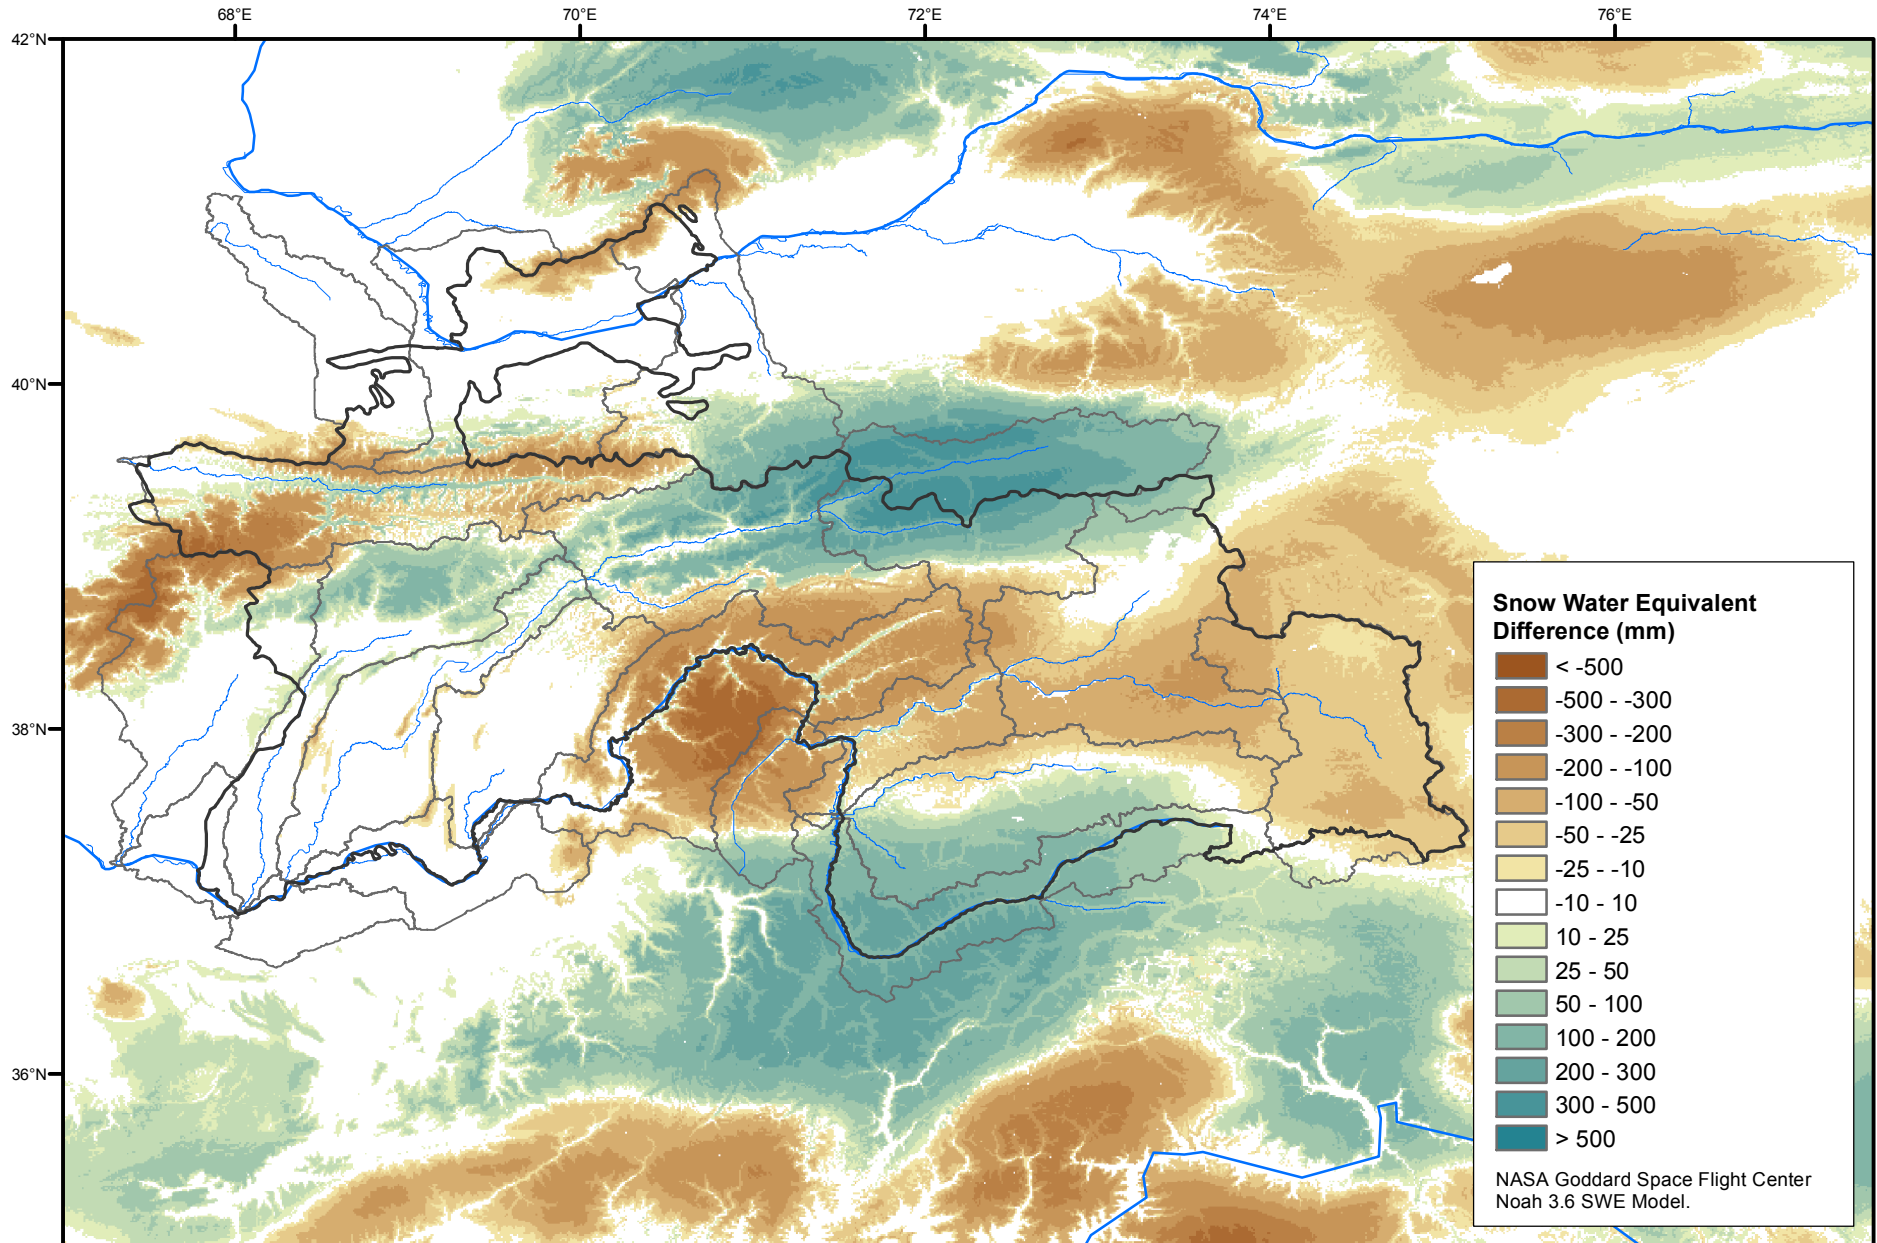 68°E
70°E
72°E
74°E
76°E
42°N
40°N
38°N
36°N
Snow Water Equivalent
Difference (mm)
< -500
-500 - -300
-300 - -200
-200 - -100
-100 - -50
-50 - -25
-25 - -10
-10 - 10
10 - 25
25 - 50
50 - 100
100 - 200
200 - 300
300 - 500
> 500
NASA Goddard Space Flight Center
Noah 3.6 SWE Model.